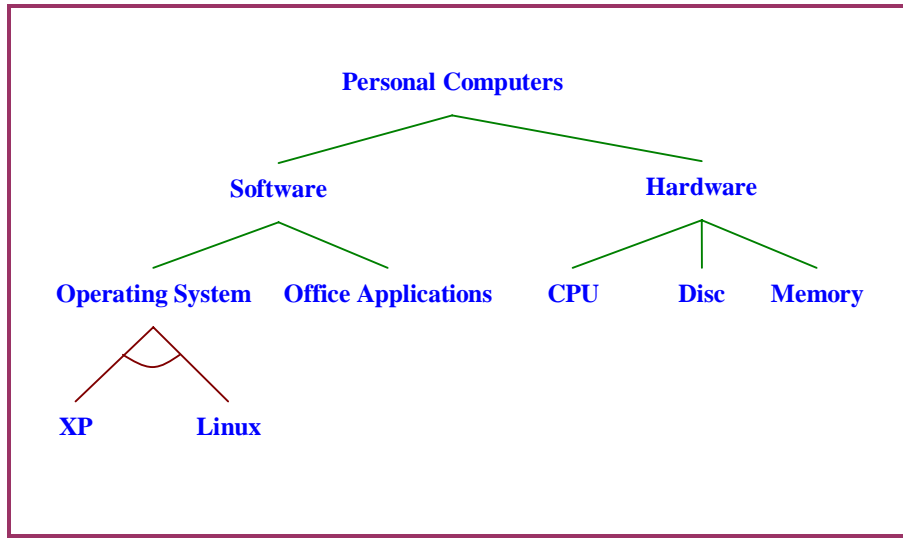 Personal Computers
Software
Hardware
Operating System
Office Applications
CPU
Disc
Memory
XP
Linux